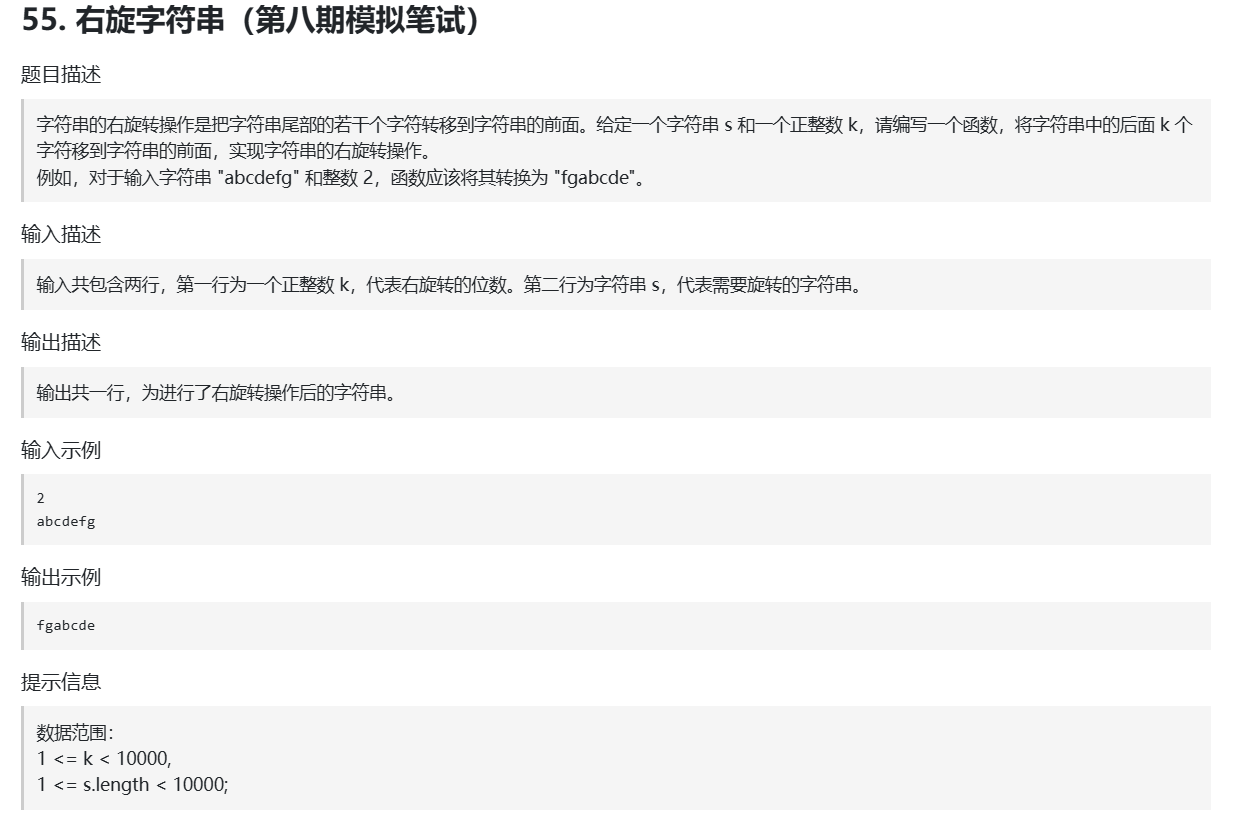 55. 右旋字符串（第八期模拟笔试）
题目描述
字符串的右旋转操作是把字符串尾部的若干个字符转移到字符串的前面。给定一个字符串 s 和一个正整数 k，请编写一个函数，将字符串中的后面 k 个
字符移到字符串的前面，实现字符串的右旋转操作。
例如，对于输入字符串 "abcdefg" 和整数 2，函数应该将其转换为 "fgabcde"。
输入描述
输入共包含两行，第一行为一个正整数 k，代表右旋转的位数。第二行为字符串 s，代表需要旋转的字符串。
输出描述
输出共一行，为进行了右旋转操作后的字符串。
输入示例
2
abcdefg
输出示例
fgabcde
提示信息
数据范围：
1 <= k < 10000,
1 <= s.length < 10000;